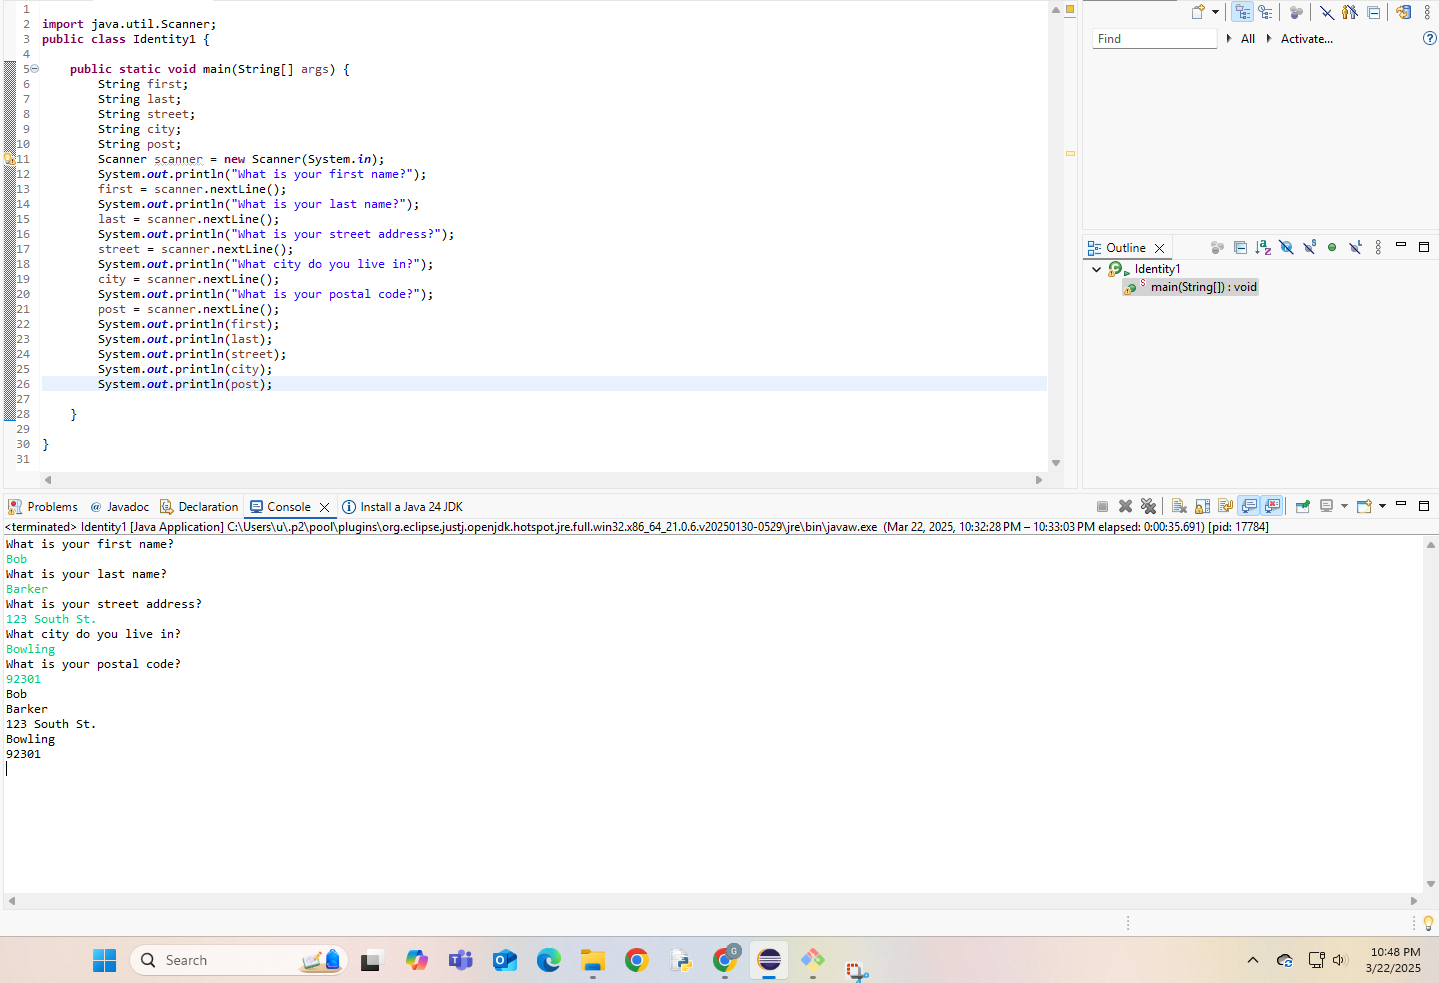 1
2 import java.util.Scanner;
3 public class Identity1 {
4
5 public static void main(String[] args) {
6 String first;
7 String last;
8 String street;
9 String city;
10 String post;
11 Scanner scanner = new Scanner(System.in);
12 System.out.println("What is your first name?");
13 first = scanner.nextLine();
14 System.out.println("What is your last name?");
15 last = scanner.nextLine();
16 System.out.println("What is your street address?");
17 street = scanner.nextLine();
18 System.out.println("What city do you live in?");
19 city = scanner.nextLine();
20 System.out.println("What is your postal code?");
21 post = scanner.nextLine();
22 System.out.println(first);
23 System.out.println(last);
24 System.out.println(street);
25 System.out.println(city);
26 System.out.println(post);
27
28 }
29
30 }
31
Find All Activate...
Outline
Identity1
main(String[]) : void
Problems Javadoc Declaration Console Install a Java 24 JDK
<terminated> Identity1 [Java Application] C:\Users\u\.p2\pool\plugins\org.eclipse.justj.openjdk.hotspot.jre.full.win32.x86_64_21.0.6.v20250130-0529\jre\bin\javaw.exe (Mar 22, 2025, 10:32:28 PM – 10:33:03 PM elapsed: 0:00:35.691) [pid: 17784]
What is your first name?
Bob
What is your last name?
Barker
What is your street address?
123 South St.
What city do you live in?
Bowling
What is your postal code?
92301
Bob
Barker
123 South St.
Bowling
92301
Search
10:48 PM
3/22/2025